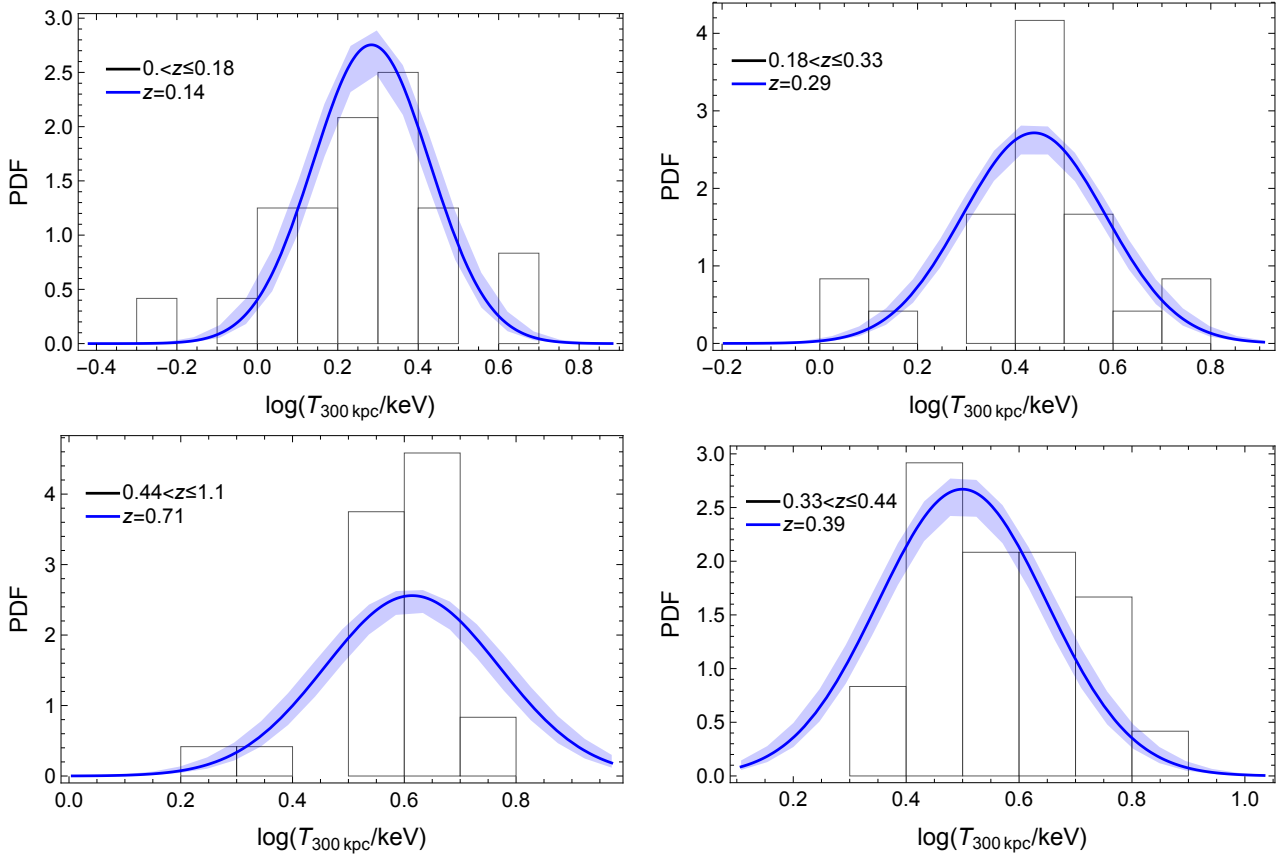 3.0
2.5
2.0
1.5
1.0
0.5
0.0
PDF
0.<z≤0.18
z=0.14
−0.4 −0.2 0.0 0.2 0.4 0.6 0.8
log(T300 kpc/keV)
4
3
2
1
0
PDF
0.18<z≤0.33
z=0.29
−0.2 0.0 0.2 0.4 0.6 0.8
log(T300 kpc/keV)
4
3
2
1
0
PDF
0.44<z≤1.1
z=0.71
0.0 0.2 0.4 0.6 0.8
log(T300 kpc/keV)
3.0
2.5
2.0
1.5
1.0
0.5
0.0
PDF
0.33<z≤0.44
z=0.39
0.2 0.4 0.6 0.8 1.0
log(T300 kpc/keV)